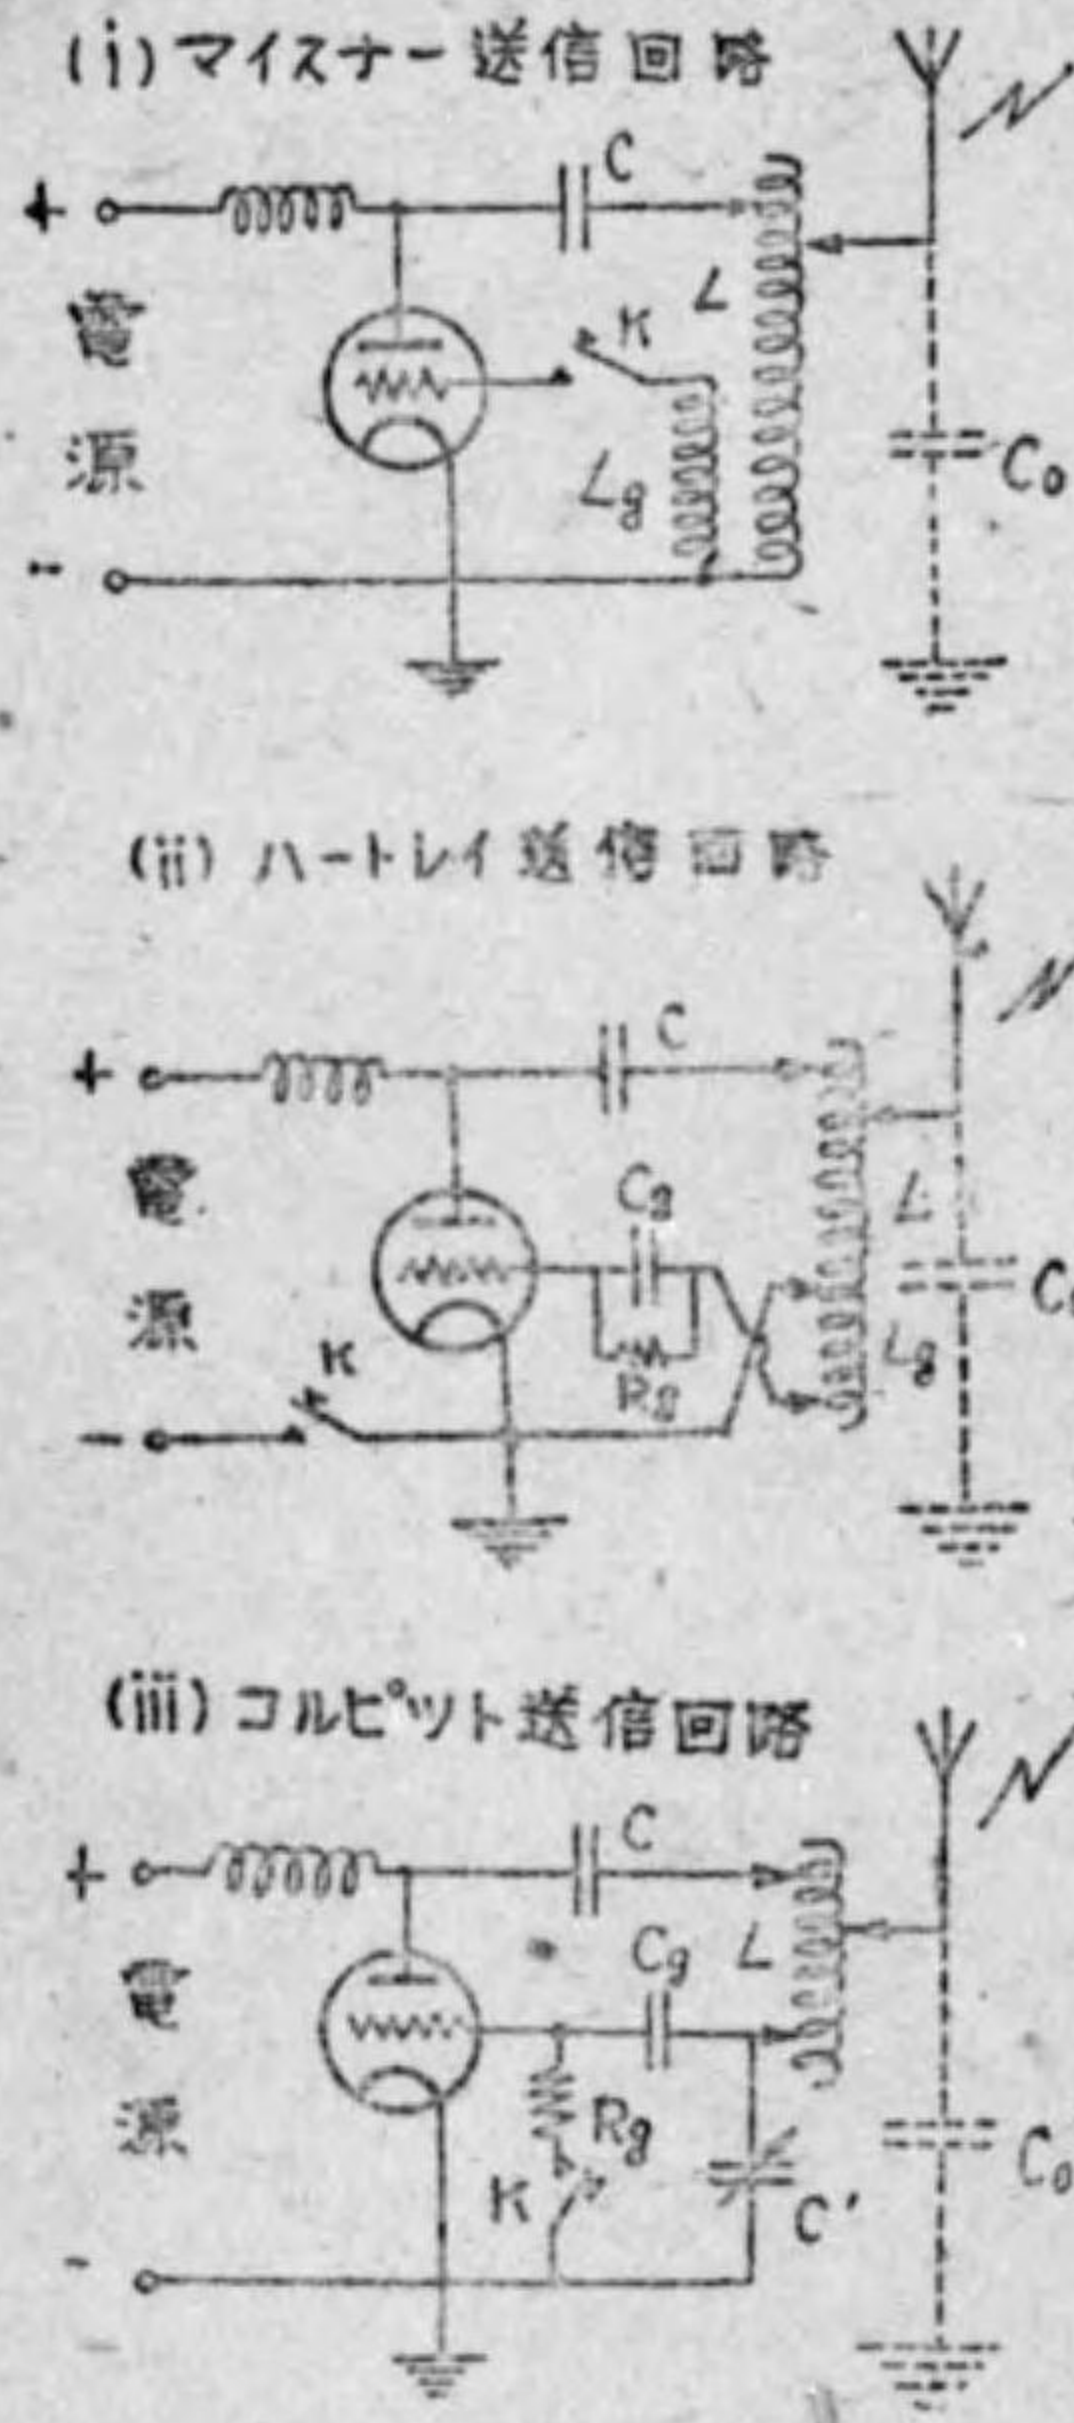 (i) マイスナー送信回路
C
+
L
K
電
源
Lg
C₀
-
(ii) ハートレイ送信回路
C
+
電
Cg
L
源
K
Rg
Lg
-
(iii) コルピット送信回路
C
+
Cg
L
電
Rg
源
K
C'
C₀
-